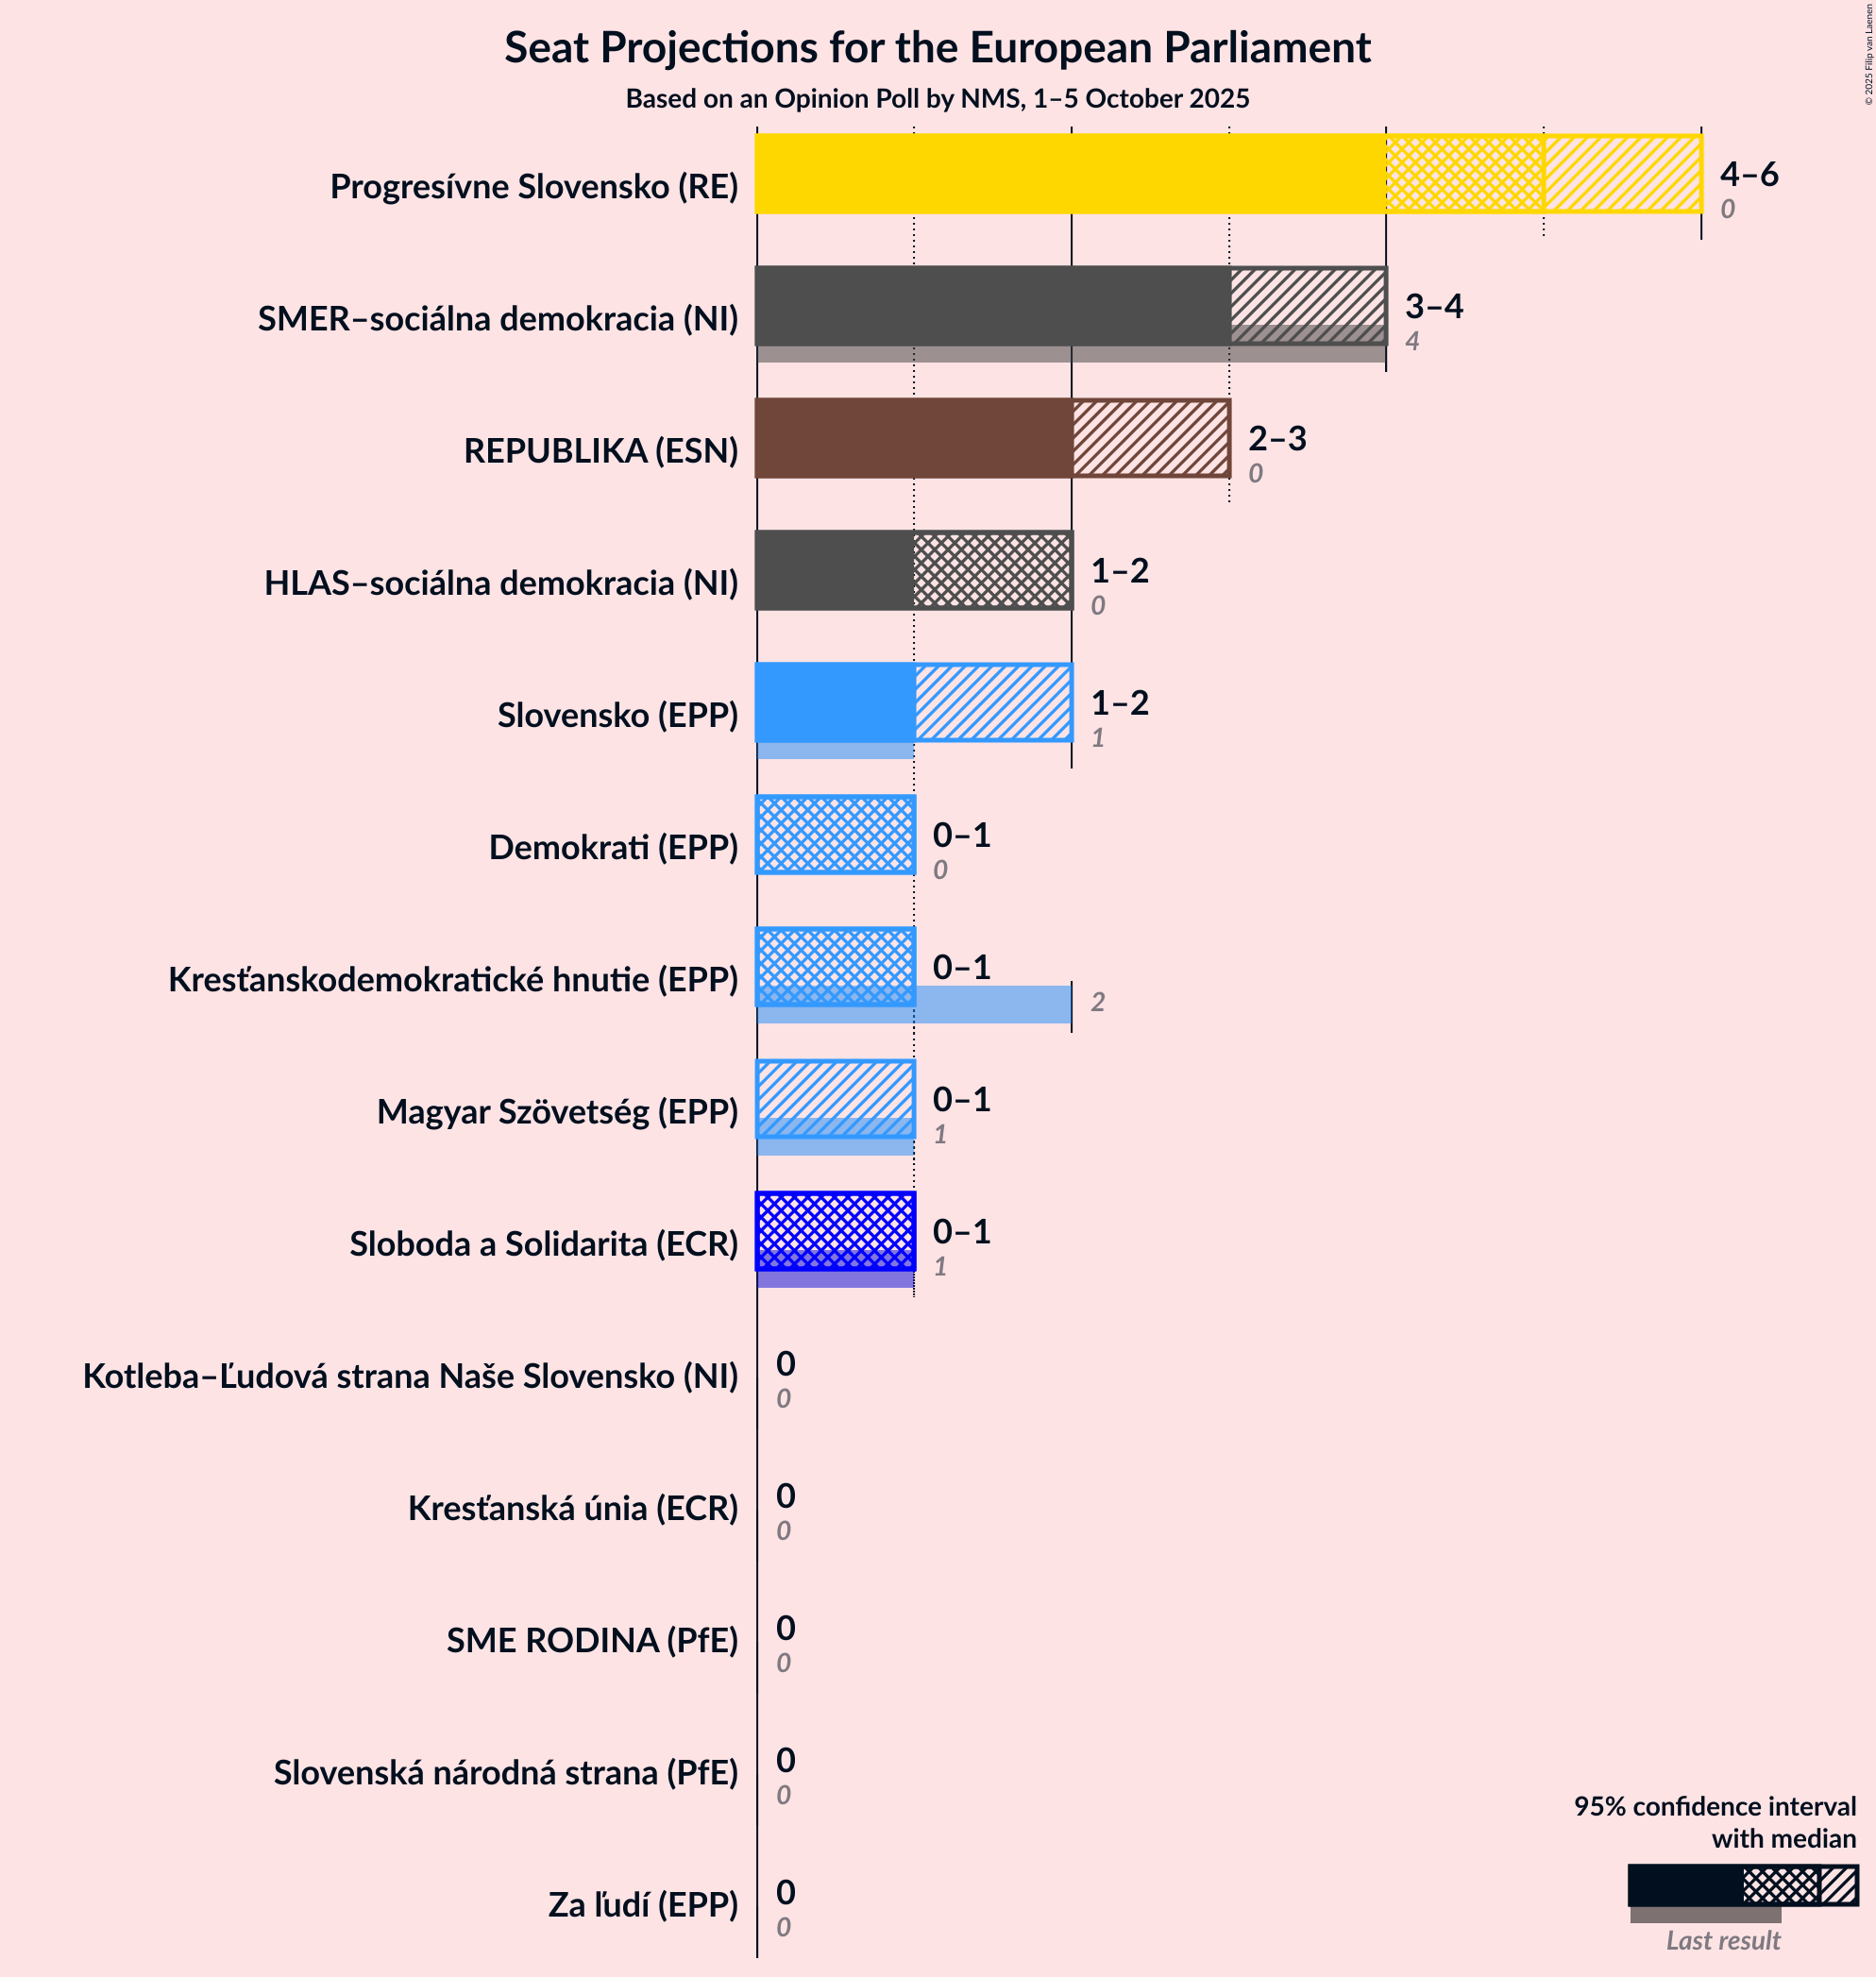 Seat Projections for the European Parliament
Based on an Opinion Poll by NMS, 1–5 October 2025
© 2025 Filip van Laenen
Progresívne Slovensko (RE)
4–6
0
SMER–sociálna demokracia (NI)
3–4
4
REPUBLIKA (ESN)
2–3
0
HLAS–sociálna demokracia (NI)
1–2
0
Slovensko (EPP)
1–2
1
Demokrati (EPP)
0–1
0
Kresťanskodemokratické hnutie (EPP)
0–1
2
Magyar Szövetség (EPP)
0–1
1
Sloboda a Solidarita (ECR)
0–1
1
Kotleba–Ľudová strana Naše Slovensko (NI)
0
0
Kresťanská únia (ECR)
0
0
SME RODINA (PfE)
0
0
Slovenská národná strana (PfE)
0
0
Za ľudí (EPP)
0
0
95% confidence interval
with median
Last result